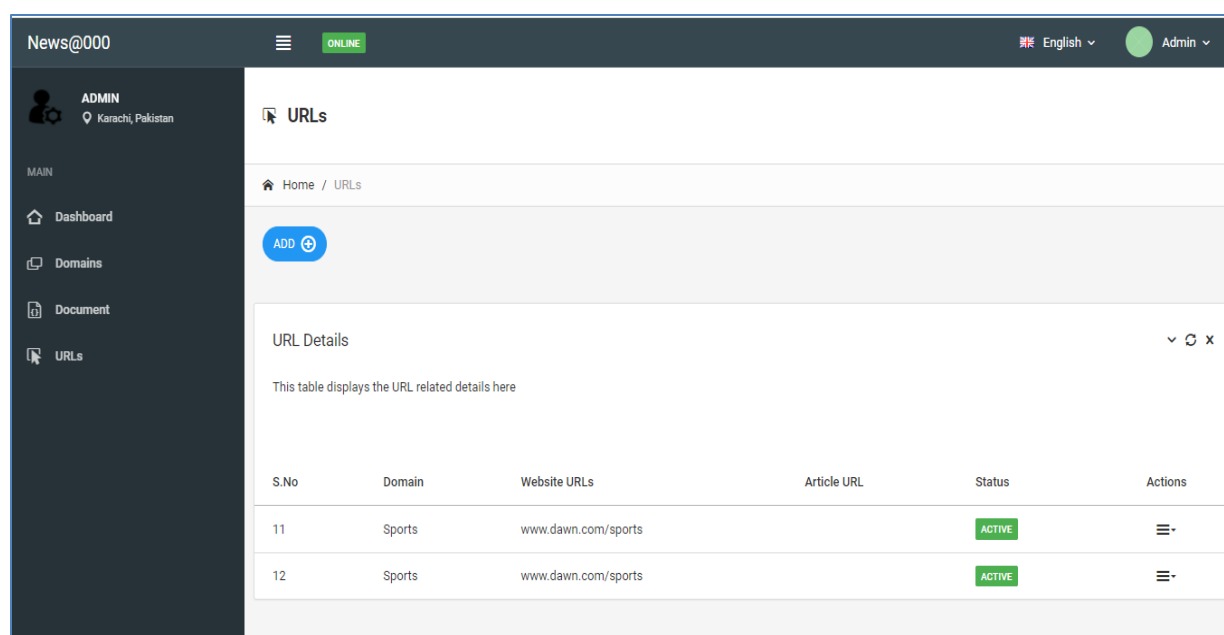 News@000
ONLINE
English
Admin
ADMIN
Karachi, Pakistan
MAIN
Dashboard
Domains
Document
URLs
URLs
Home / URLs
ADD
URL Details
This table displays the URL related details here
S.No Domain Website URLs Article URL Status Actions
11 Sports www.dawn.com/sports ACTIVE
12 Sports www.dawn.com/sports ACTIVE